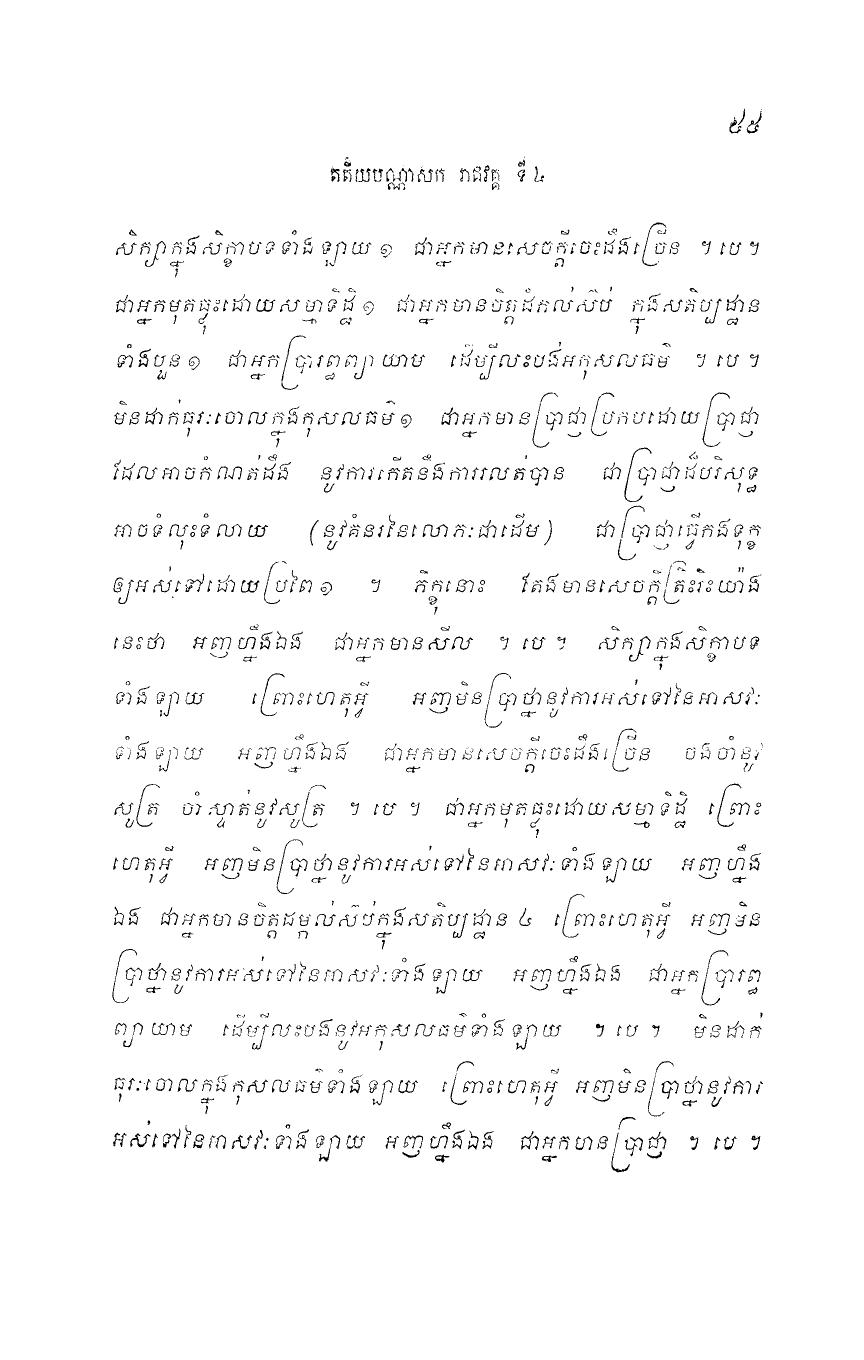 ៥៥
តតិយបណ្ណាសក រាជវគ្គ ទី ៤
សិក្សាក្នុងសិក្ខាបទទាំងឡាយ ១ ជាអ្នកមានសេចក្តីចេះដឹងច្រើន ។ បេ ។
ជាអ្នកមុតធ្លុះដោយសម្មាទិដ្ឋិ ១ ជាអ្នកមានចិត្តដំកល់ស៊ប់ ក្នុងសតិប្បដ្ឋាន
ទាំងបួន ១ ជាអ្នកប្រារព្ធព្យាយាម ដើម្បីលះបង់អកុសលធម៌ ។ បេ ។
មិនដាក់ធុរៈចោលក្នុងកុសលធម៌ ១ ជាអ្នកមានប្រាជ្ញាប្រកបដោយប្រាជ្ញា
ដែលអាចកំណត់ដឹង នូវការកើតនឹងការរលត់បាន ជាប្រាជ្ញាដ៏បរិសុទ្ធ
អាចទំលុះទំលាយ (នូវគំនរនៃលោភៈជាដើម) ជាប្រាជ្ញាធ្វើកងទុក្ខ
ឲ្យអស់ទៅដោយប្រពៃ ១ ។ ភិក្ខុនោះ តែងមានសេចក្តីត្រិះរិះយ៉ាង
នេះថា អញហ្នឹងឯង ជាអ្នកមានសីល ។ បេ ។ សិក្សាក្នុងសិក្ខាបទ
ទាំងឡាយ ព្រោះហេតុអ្វី អញមិនប្រាថ្នានូវការអស់ទៅនៃអាសវៈ
ទាំងឡាយ អញហ្នឹងឯង ជាអ្នកមានសេចក្តីចេះដឹងច្រើន ចងចាំនូវ
សូត្រ ចាំស្ទាត់នូវសូត្រ ។ បេ ។ ជាអ្នកមុតធ្លុះដោយសម្មាទិដ្ឋិ ព្រោះ
ហេតុអ្វី អញមិនប្រាថ្នានូវការអស់ទៅនៃអាសវៈទាំងឡាយ អញហ្នឹង
ឯង ជាអ្នកមានចិត្តដម្កល់ស៊ប់ក្នុងសតិប្បដ្ឋាន ៤ ព្រោះហេតុអ្វី អញមិន
ប្រាថ្នានូវការអស់ទៅនៃអាសវៈទាំងឡាយ អញហ្នឹងឯង ជាអ្នកប្រារព្ធ
ព្យាយាម ដើម្បីលះបងនូវអកុសលធម៌ទាំងឡាយ ។ បេ ។ មិនដាក់
ធុរៈចោលក្នុងកុសលធម៌ទាំងឡាយ ព្រោះហេតុអ្វី អញមិនប្រាថ្នានូវការ
អស់ទៅនៃអាសវៈទាំងឡាយ អញហ្នឹងឯង ជាអ្នកមានប្រាជ្ញា ។ បេ ។